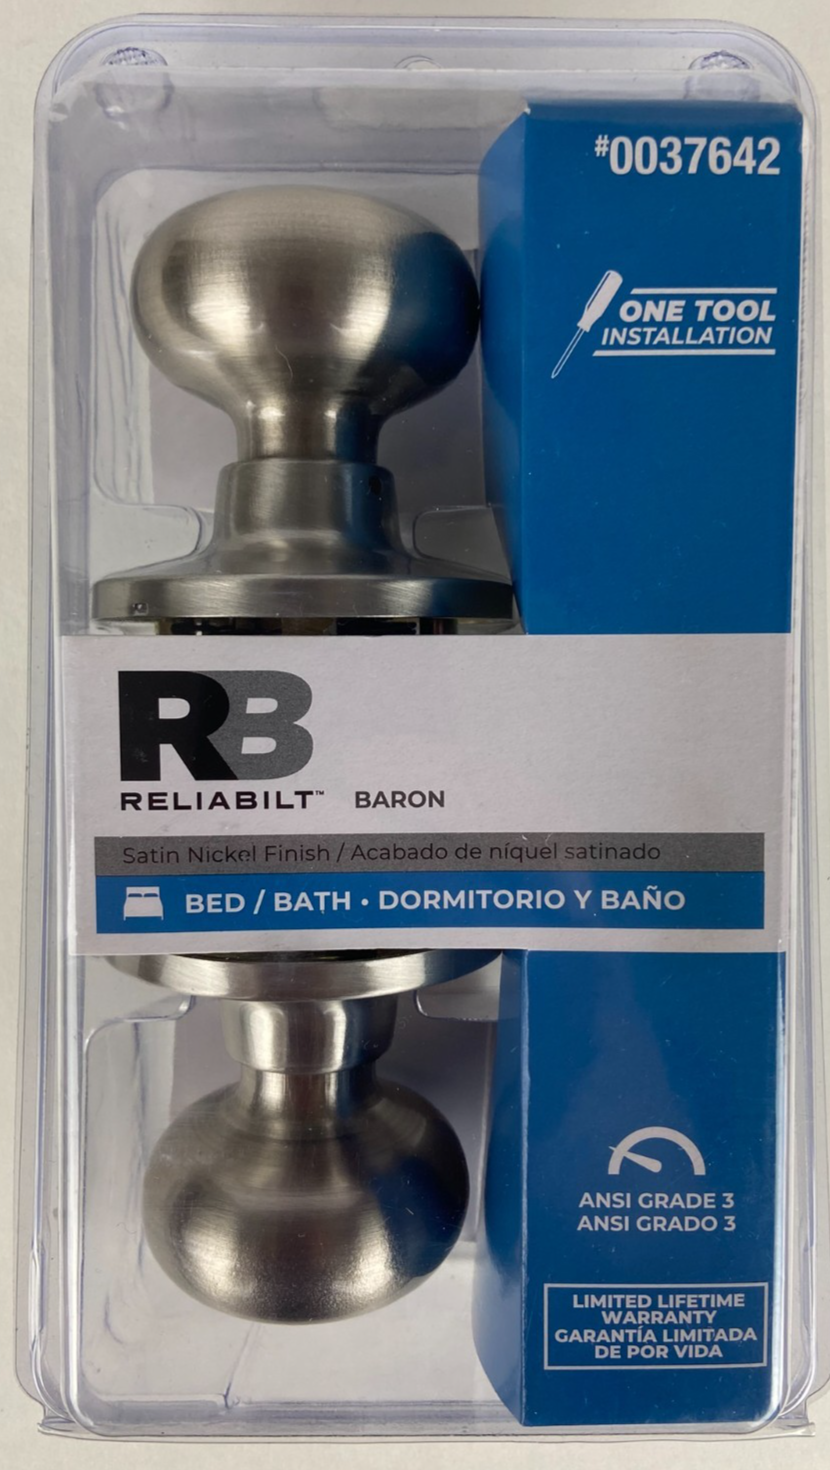 #0037642
ONE TOOL
INSTALLATION
RB
RELIABILT™ BARON
Satin Nickel Finish / Acabado de níquel satinado
BED / BATH • DORMITORIO Y BAÑO
ANSI GRADE 3
ANSI GRADO 3
LIMITED LIFETIME
WARRANTY
GARANTÍA LIMITADA
DE POR VIDA